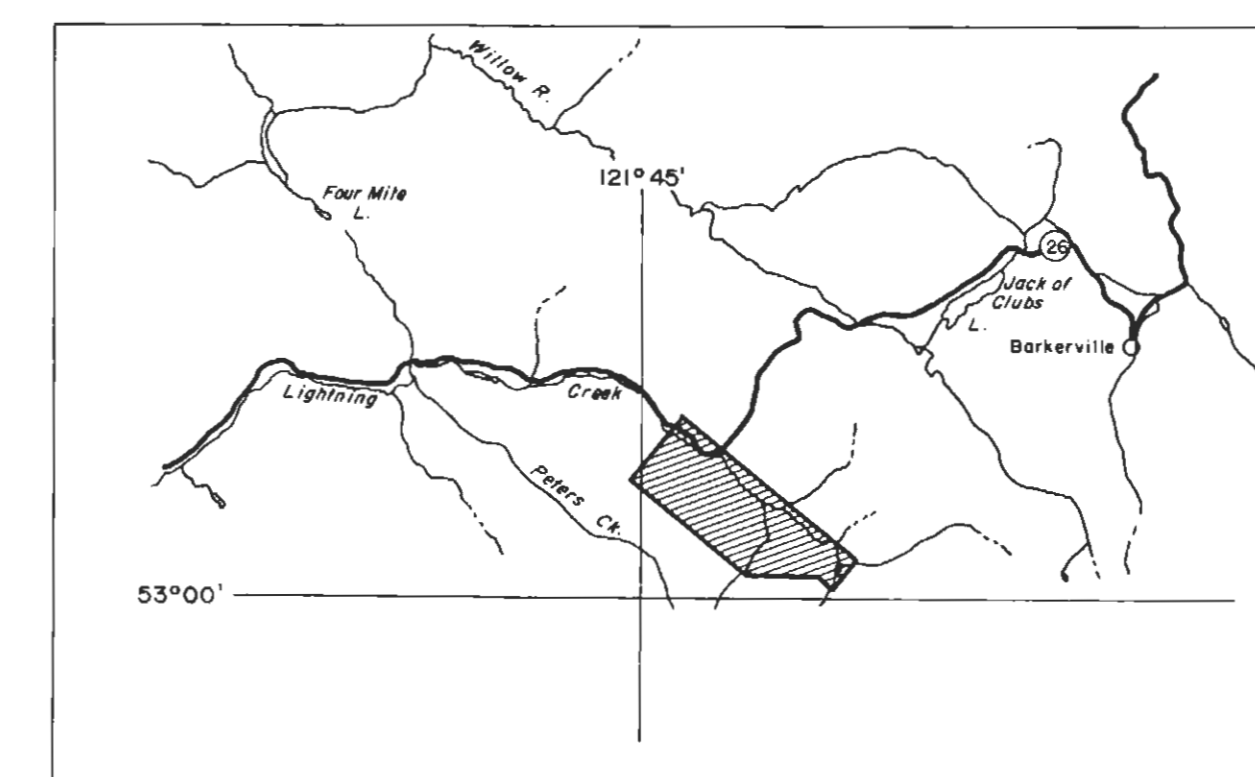 Willow R.
121° 45'
Four Mile
L.
26
Jack of
Clubs
L.
Barkerville
Lightning
Creek
Peters Ck.
53°00'